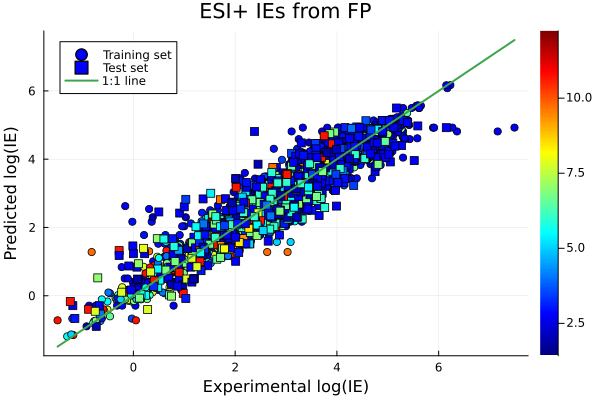 ESI+ IEs from FP
Training set
Test set
1:1 line
6
4
2
0
0
2
4
6
Predicted log(IE)
Experimental log(IE)
10.0
7.5
5.0
2.5